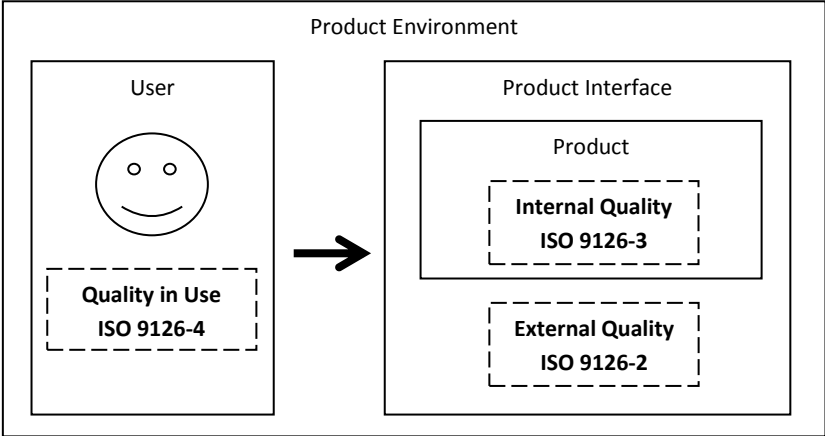 Product Environment
User
Quality in Use
ISO 9126-4
Product Interface
Product
Internal Quality
ISO 9126-3
External Quality
ISO 9126-2